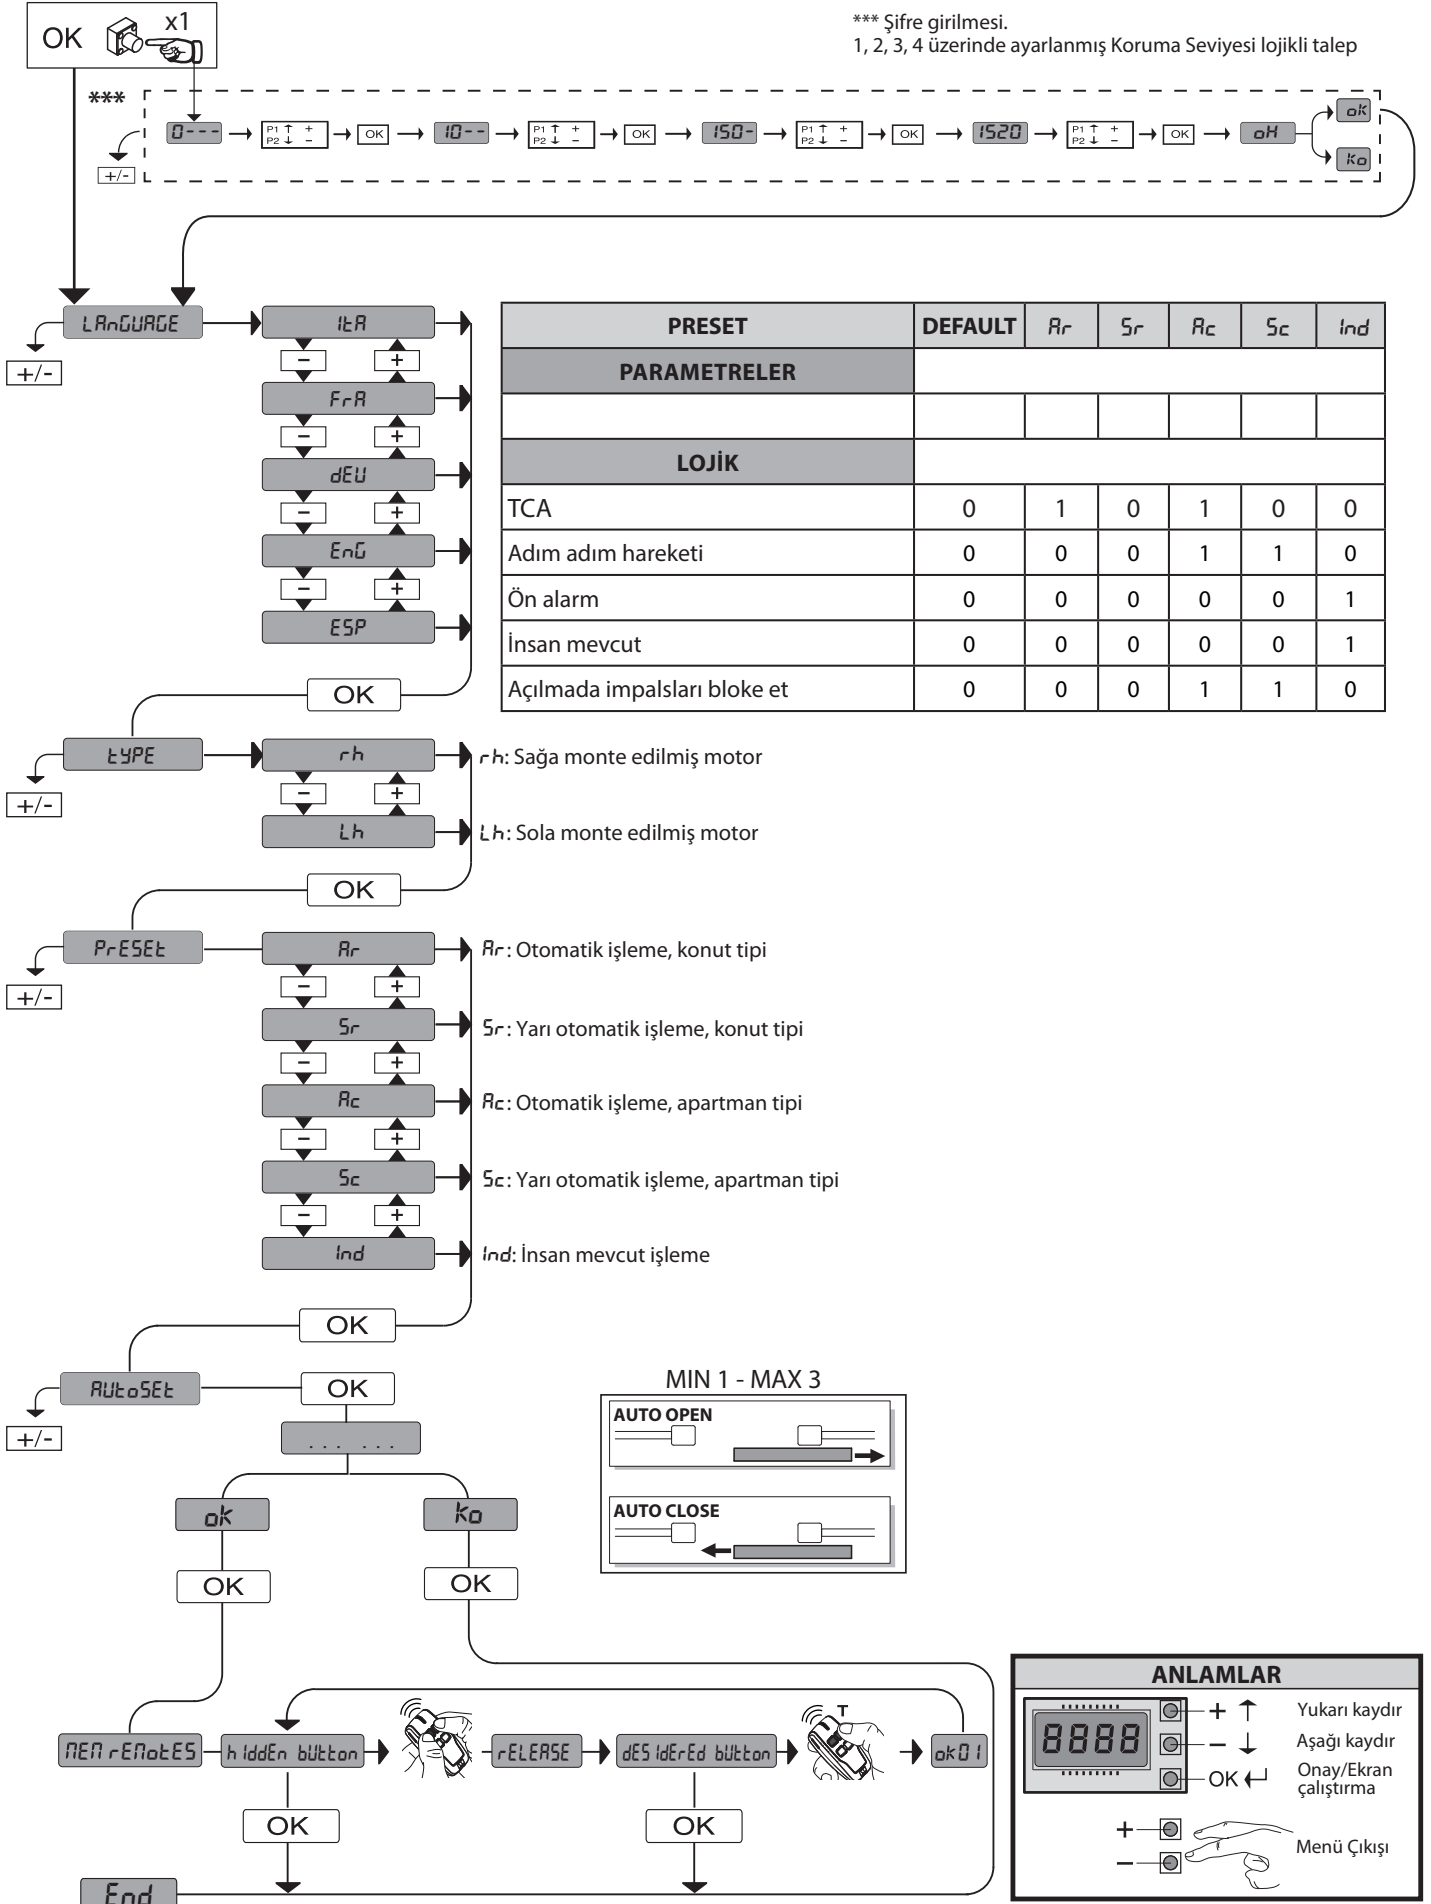 OK x1
*** Şifre girilmesi.
1, 2, 3, 4 üzerinde ayarlanmış Koruma Seviyesi lojikli talep
***
0--- P1 ↑ + P2 ↓ − OK 10-- P1 ↑ + P2 ↓ − OK 150- P1 ↑ + P2 ↓ − OK 1520 P1 ↑ + P2 ↓ − OK oH oK
Ko
+/-
LAnGUAGE ItA
+/-
− +
FrA
− +
dEU
− +
EnG
− +
ESP
OK
PRESET DEFAULT Ar Sr Ac Sc Ind
PARAMETRELER
LOJİK
TCA 0 1 0 1 0 0
Adım adım hareketi 0 0 0 1 1 0
Ön alarm 0 0 0 0 0 1
İnsan mevcut 0 0 0 0 0 1
Açılmada impalsları bloke et 0 0 0 1 1 0
tYPE rh rh: Sağa monte edilmiş motor
+/- − +
Lh Lh: Sola monte edilmiş motor
OK
PrESEt Ar Ar: Otomatik işleme, konut tipi
+/- − +
Sr Sr: Yarı otomatik işleme, konut tipi
− +
Ac Ac: Otomatik işleme, apartman tipi
− +
Sc Sc: Yarı otomatik işleme, apartman tipi
− +
Ind Ind: İnsan mevcut işleme
OK
AUtoSEt OK
+/-
... ...
ok Ko
OK OK
MIN 1 - MAX 3
AUTO OPEN
AUTO CLOSE
MEM rEMotES hIddEn bUtton rELEASE dESIdErEd bUtton T ok01
OK OK
End
ANLAMLAR
8888
+ ↑ Yukarı kaydır
− ↓ Aşağı kaydır
OK ↵ Onay/Ekran
çalıştırma
+
− Menü Çıkışı